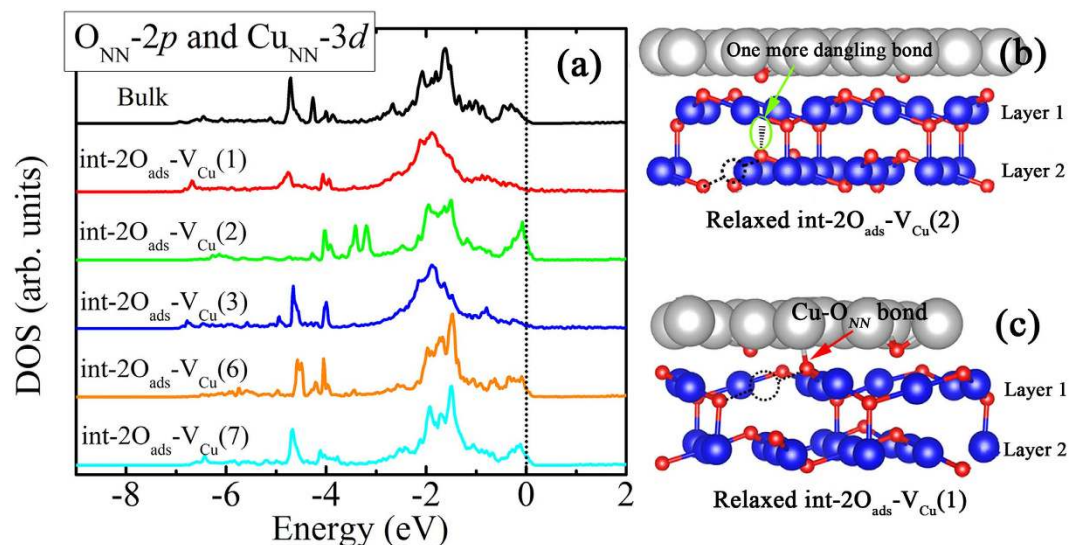 O_NN-2p and Cu_NN-3d
(a)
Bulk
int-2O_ads-V_Cu(1)
int-2O_ads-V_Cu(2)
int-2O_ads-V_Cu(3)
int-2O_ads-V_Cu(6)
int-2O_ads-V_Cu(7)
DOS (arb. units)
-8 -6 -4 -2 0 2
Energy (eV)
One more dangling bond
(b)
Layer 1
Layer 2
Relaxed int-2O_ads-V_Cu(2)
Cu-O_NN bond
(c)
Layer 1
Layer 2
Relaxed int-2O_ads-V_Cu(1)